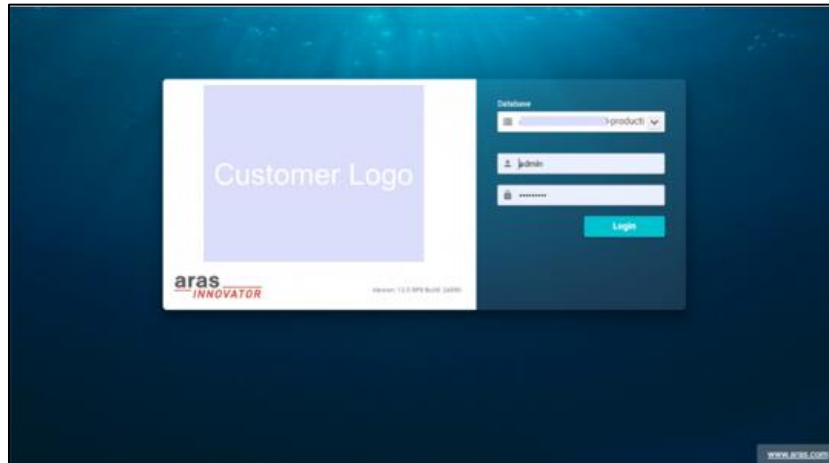 Customer Logo
aras
INNOVATOR
Database
-producti
admin
Login
www.aras.com